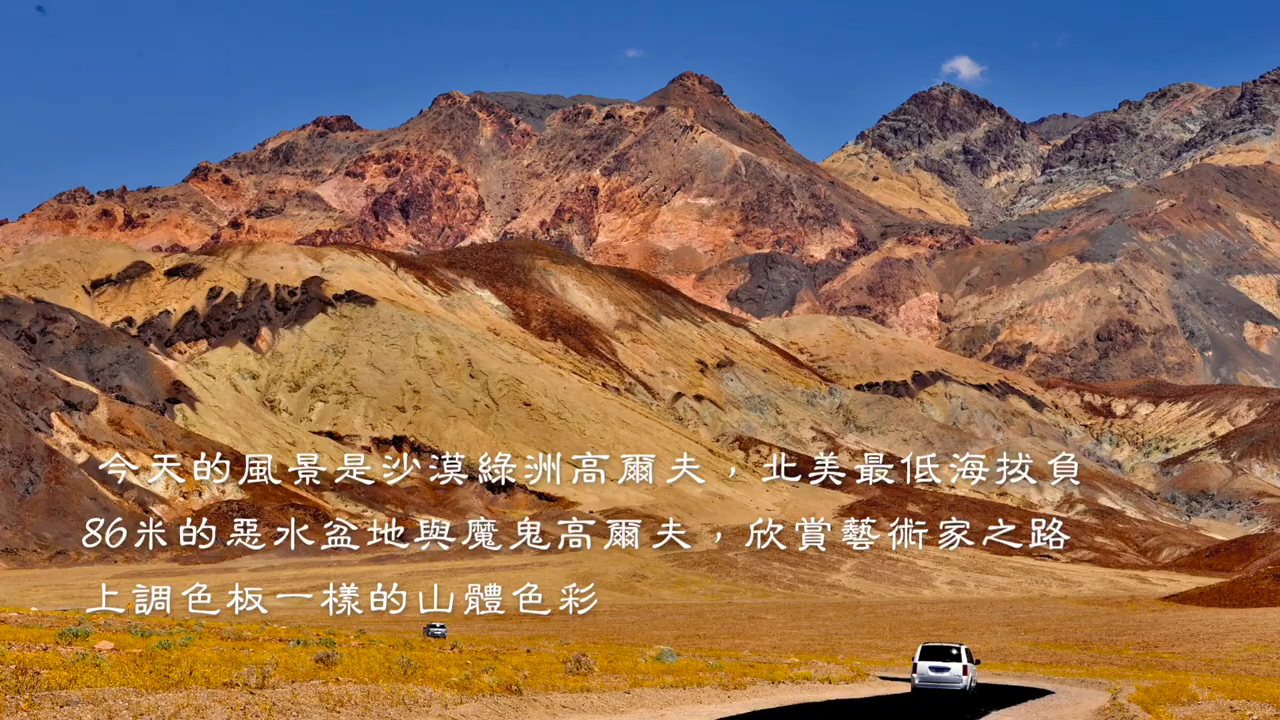 今天的風景是沙漠綠洲高爾夫，北美最低海拔負
86米的惡水盆地與魔鬼高爾夫，欣賞藝術家之路
上調色板一樣的山體色彩